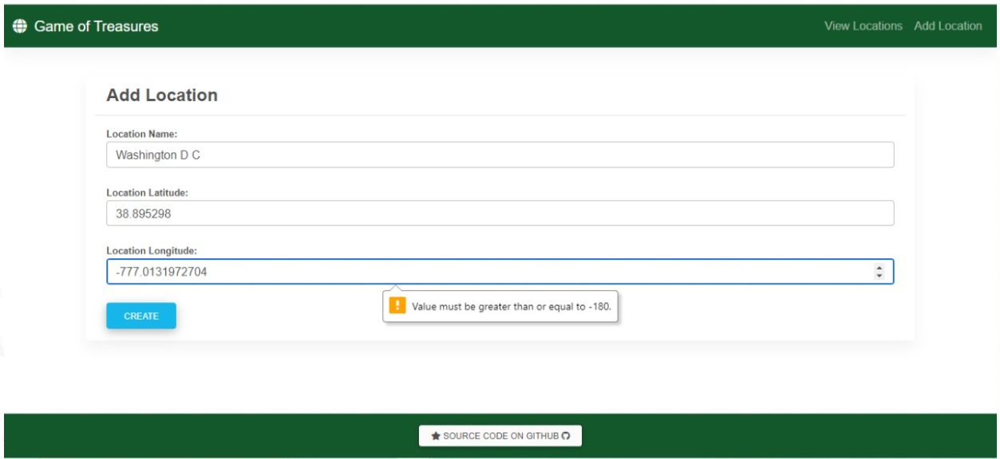 Game of Treasures View Locations Add Location
Add Location
Location Name:
Washington D C
Location Latitude:
38.895298
Location Longitude:
-777.0131972704
! Value must be greater than or equal to -180.
CREATE
SOURCE CODE ON GITHUB